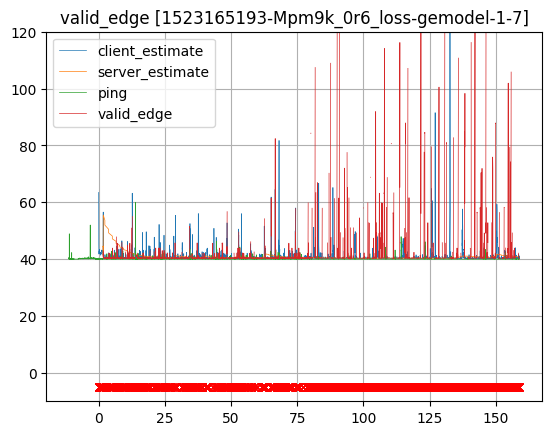 valid_edge [1523165193-Mpm9k_0r6_loss-gemodel-1-7]
client_estimate
server_estimate
ping
valid_edge
120
100
80
60
40
20
0
0 25 50 75 100 125 150